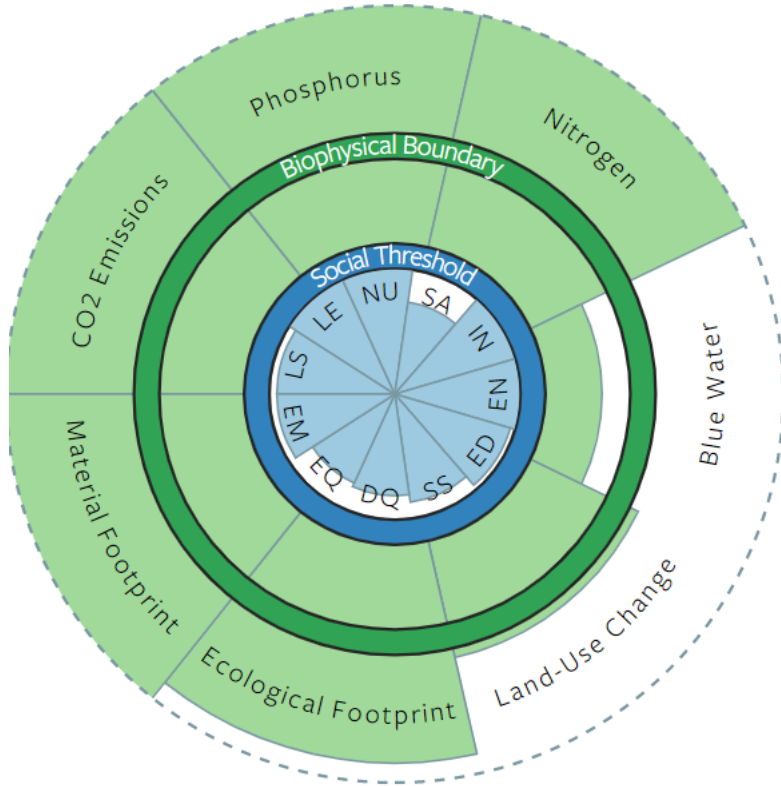 Phosphorus
Nitrogen
Blue Water
Land-Use Change
Ecological Footprint
Material Footprint
CO2 Emissions
Biophysical Boundary
Social Threshold
NU
SA
IN
EN
ED
SS
DQ
EQ
EM
LS
LE